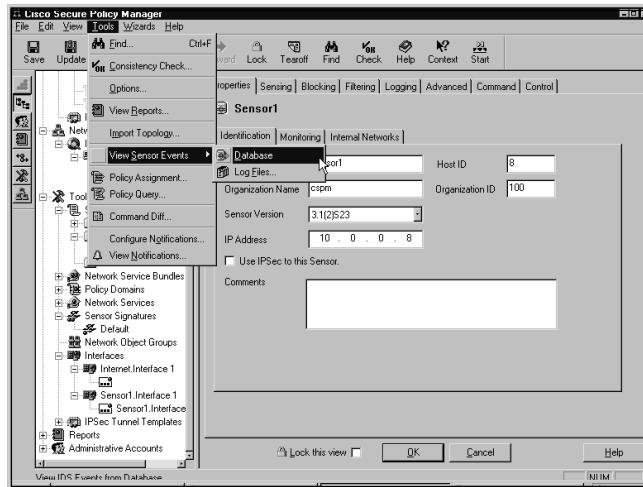 Cisco Secure Policy Manager
File Edit View Tools Wizards Help
Save Update Lock Tearoff Find Check Help Context Start
Find... Ctrl+F
Consistency Check...
Options...
View Reports...
Import Topology...
View Sensor Events
Database
Log Files...
Policy Assignment...
Policy Query...
Command Diff...
Configure Notifications...
View Notifications...
Sensing Blocking Filtering Logging Advanced Command Control
Sensor1
Identification Monitoring Internal Networks
Host ID 8
Organization Name cspm Organization ID 100
Sensor Version 3.1(2)S23
IP Address 10 . 0 . 0 . 8
Use IPSec to this Sensor.
Comments
Network Service Bundles
Policy Domains
Network Services
Sensor Signatures
Default
Network Object Groups
Interfaces
Internet.Interface 1
Sensor1.Interface 1
Sensor1.Interface
IPSec Tunnel Templates
Reports
Administrative Accounts
Lock this view OK Cancel Help
View IDS Events from Database NUM